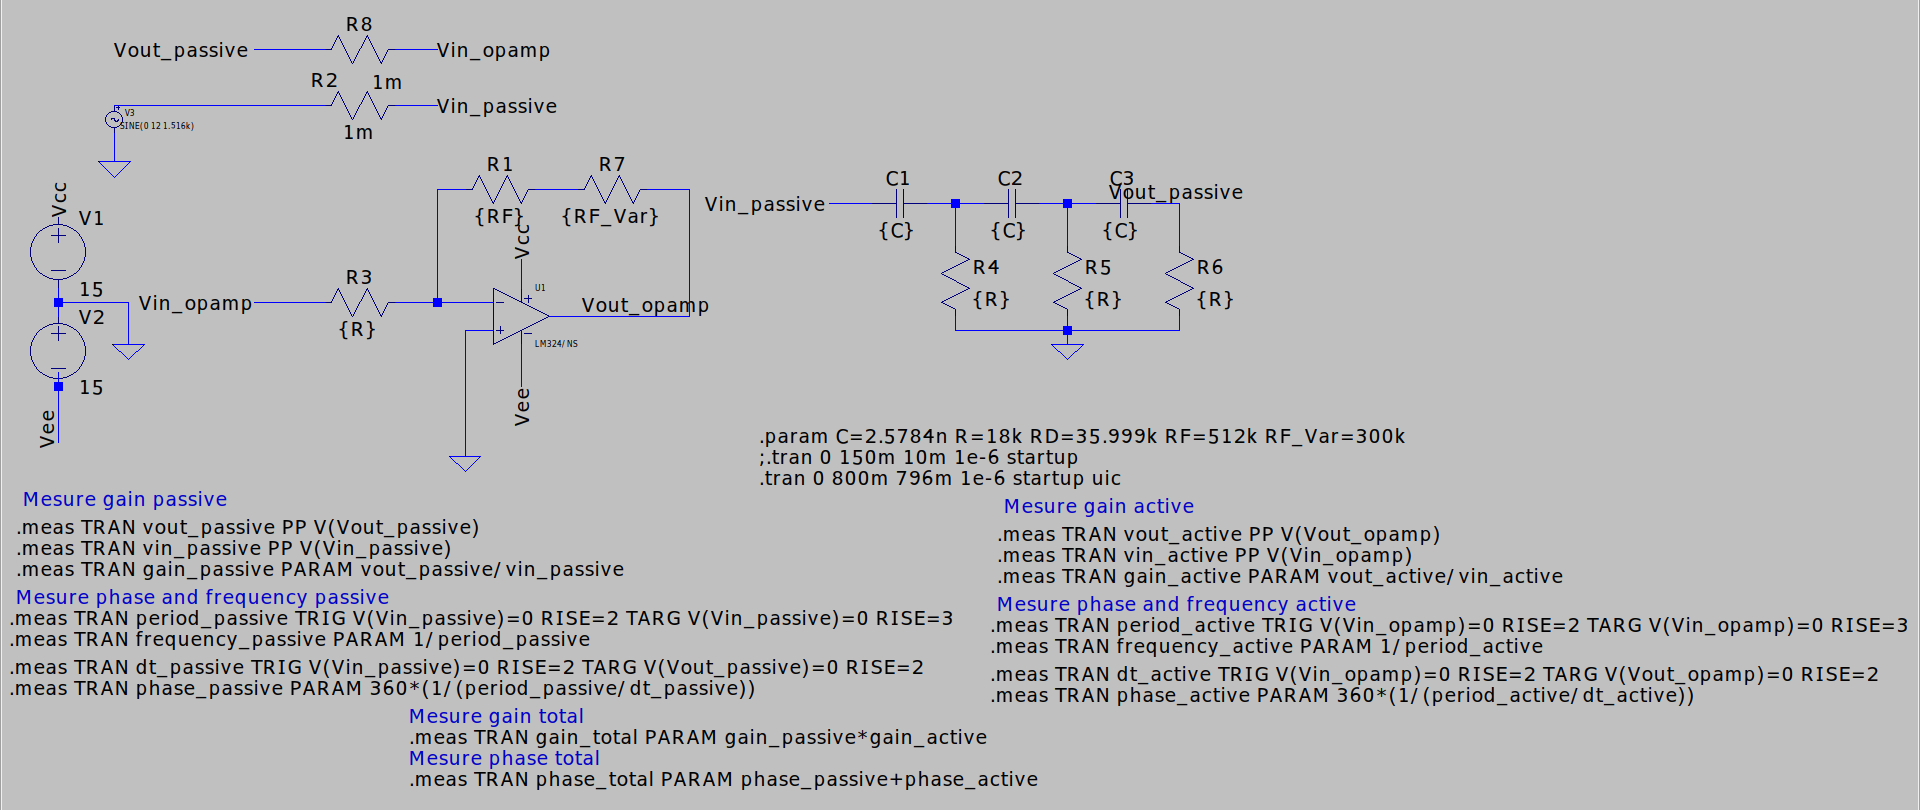 R8
Vout_passive
Vin_opamp
R2
1m
Vin_passive
V3
SINE(0 12 1.516k)
1m
Vcc
V1
15
V2
15
Vee
R1
R7
{RF}
{RF_Var}
Vcc
R3
Vin_opamp
{R}
U1
Vout_opamp
LM324/NS
Vee
C1
C2
C3
Vin_passive
Vout_passive
{C}
{C}
{C}
R4
R5
R6
{R}
{R}
{R}
.param C=2.5784n R=18k RD=35.999k RF=512k RF_Var=300k
;.tran 0 150m 10m 1e-6 startup
.tran 0 800m 796m 1e-6 startup uic
Mesure gain passive
.meas TRAN vout_passive PP V(Vout_passive)
.meas TRAN vin_passive PP V(Vin_passive)
.meas TRAN gain_passive PARAM vout_passive/vin_passive
Mesure phase and frequency passive
.meas TRAN period_passive TRIG V(Vin_passive)=0 RISE=2 TARG V(Vin_passive)=0 RISE=3
.meas TRAN frequency_passive PARAM 1/period_passive
.meas TRAN dt_passive TRIG V(Vin_passive)=0 RISE=2 TARG V(Vout_passive)=0 RISE=2
.meas TRAN phase_passive PARAM 360*(1/(period_passive/dt_passive))
Mesure gain active
.meas TRAN vout_active PP V(Vout_opamp)
.meas TRAN vin_active PP V(Vin_opamp)
.meas TRAN gain_active PARAM vout_active/vin_active
Mesure phase and frequency active
.meas TRAN period_active TRIG V(Vin_opamp)=0 RISE=2 TARG V(Vin_opamp)=0 RISE=3
.meas TRAN frequency_active PARAM 1/period_active
.meas TRAN dt_active TRIG V(Vin_opamp)=0 RISE=2 TARG V(Vout_opamp)=0 RISE=2
.meas TRAN phase_active PARAM 360*(1/(period_active/dt_active))
Mesure gain total
.meas TRAN gain_total PARAM gain_passive*gain_active
Mesure phase total
.meas TRAN phase_total PARAM phase_passive+phase_active